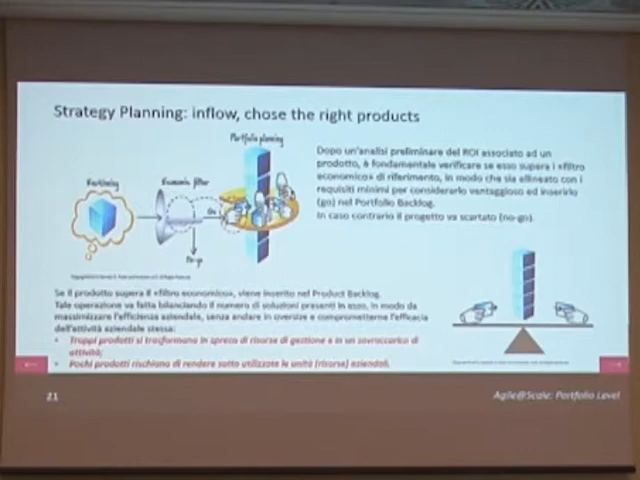 Strategy Planning: inflow, chose the right products
Portfolio planning
Dopo un'analisi preliminare del ROI associato ad un
prodotto, è fondamentale verificare se esso supera i «filtro
economico» di riferimento, in modo che sia allineato con i
requisiti minimi per considerarlo vantaggioso ed inserirlo
(go) nel Portfolio Backlog.
In caso contrario il progetto va scartato (no-go).
Economic filter
Go
No-go
Se il prodotto supera il «filtro economico», viene inserito nel Product Backlog.
Tale operazione va fatta bilanciando il numero di soluzioni presenti in esso, in modo da
massimizzare l'efficienza aziendale, senza andare in oversize e comprometterne l'efficacia
dell'attività aziendale stessa:
• Troppi prodotti si trasformano in spreco di risorse di gestione e in un sovraccarico di
attività;
• Pochi prodotti rischiano di rendere sotto utilizzate le unità (risorse) aziendali.
21
Agile@Scale: Portfolio Level